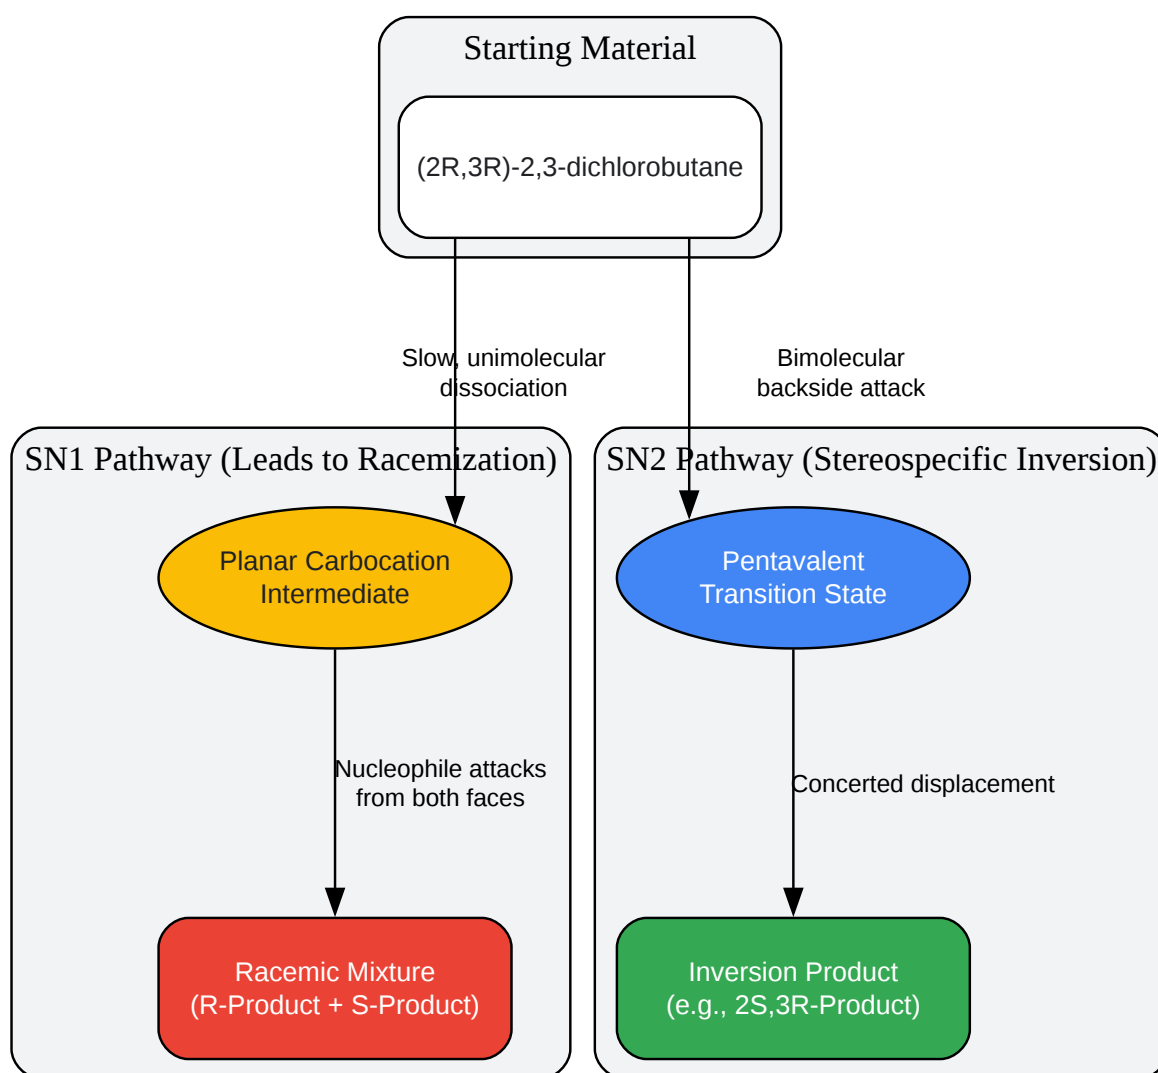 Starting Material
(2R,3R)-2,3-dichlorobutane
Slow, unimolecular
dissociation
Bimolecular
backside attack
SN1 Pathway (Leads to Racemization)
SN2 Pathway (Stereospecific Inversion)
Planar Carbocation
Intermediate
Pentavalent
Transition State
Nucleophile attacks
from both faces
Concerted displacement
Racemic Mixture
(R-Product + S-Product)
Inversion Product
(e.g., 2S,3R-Product)